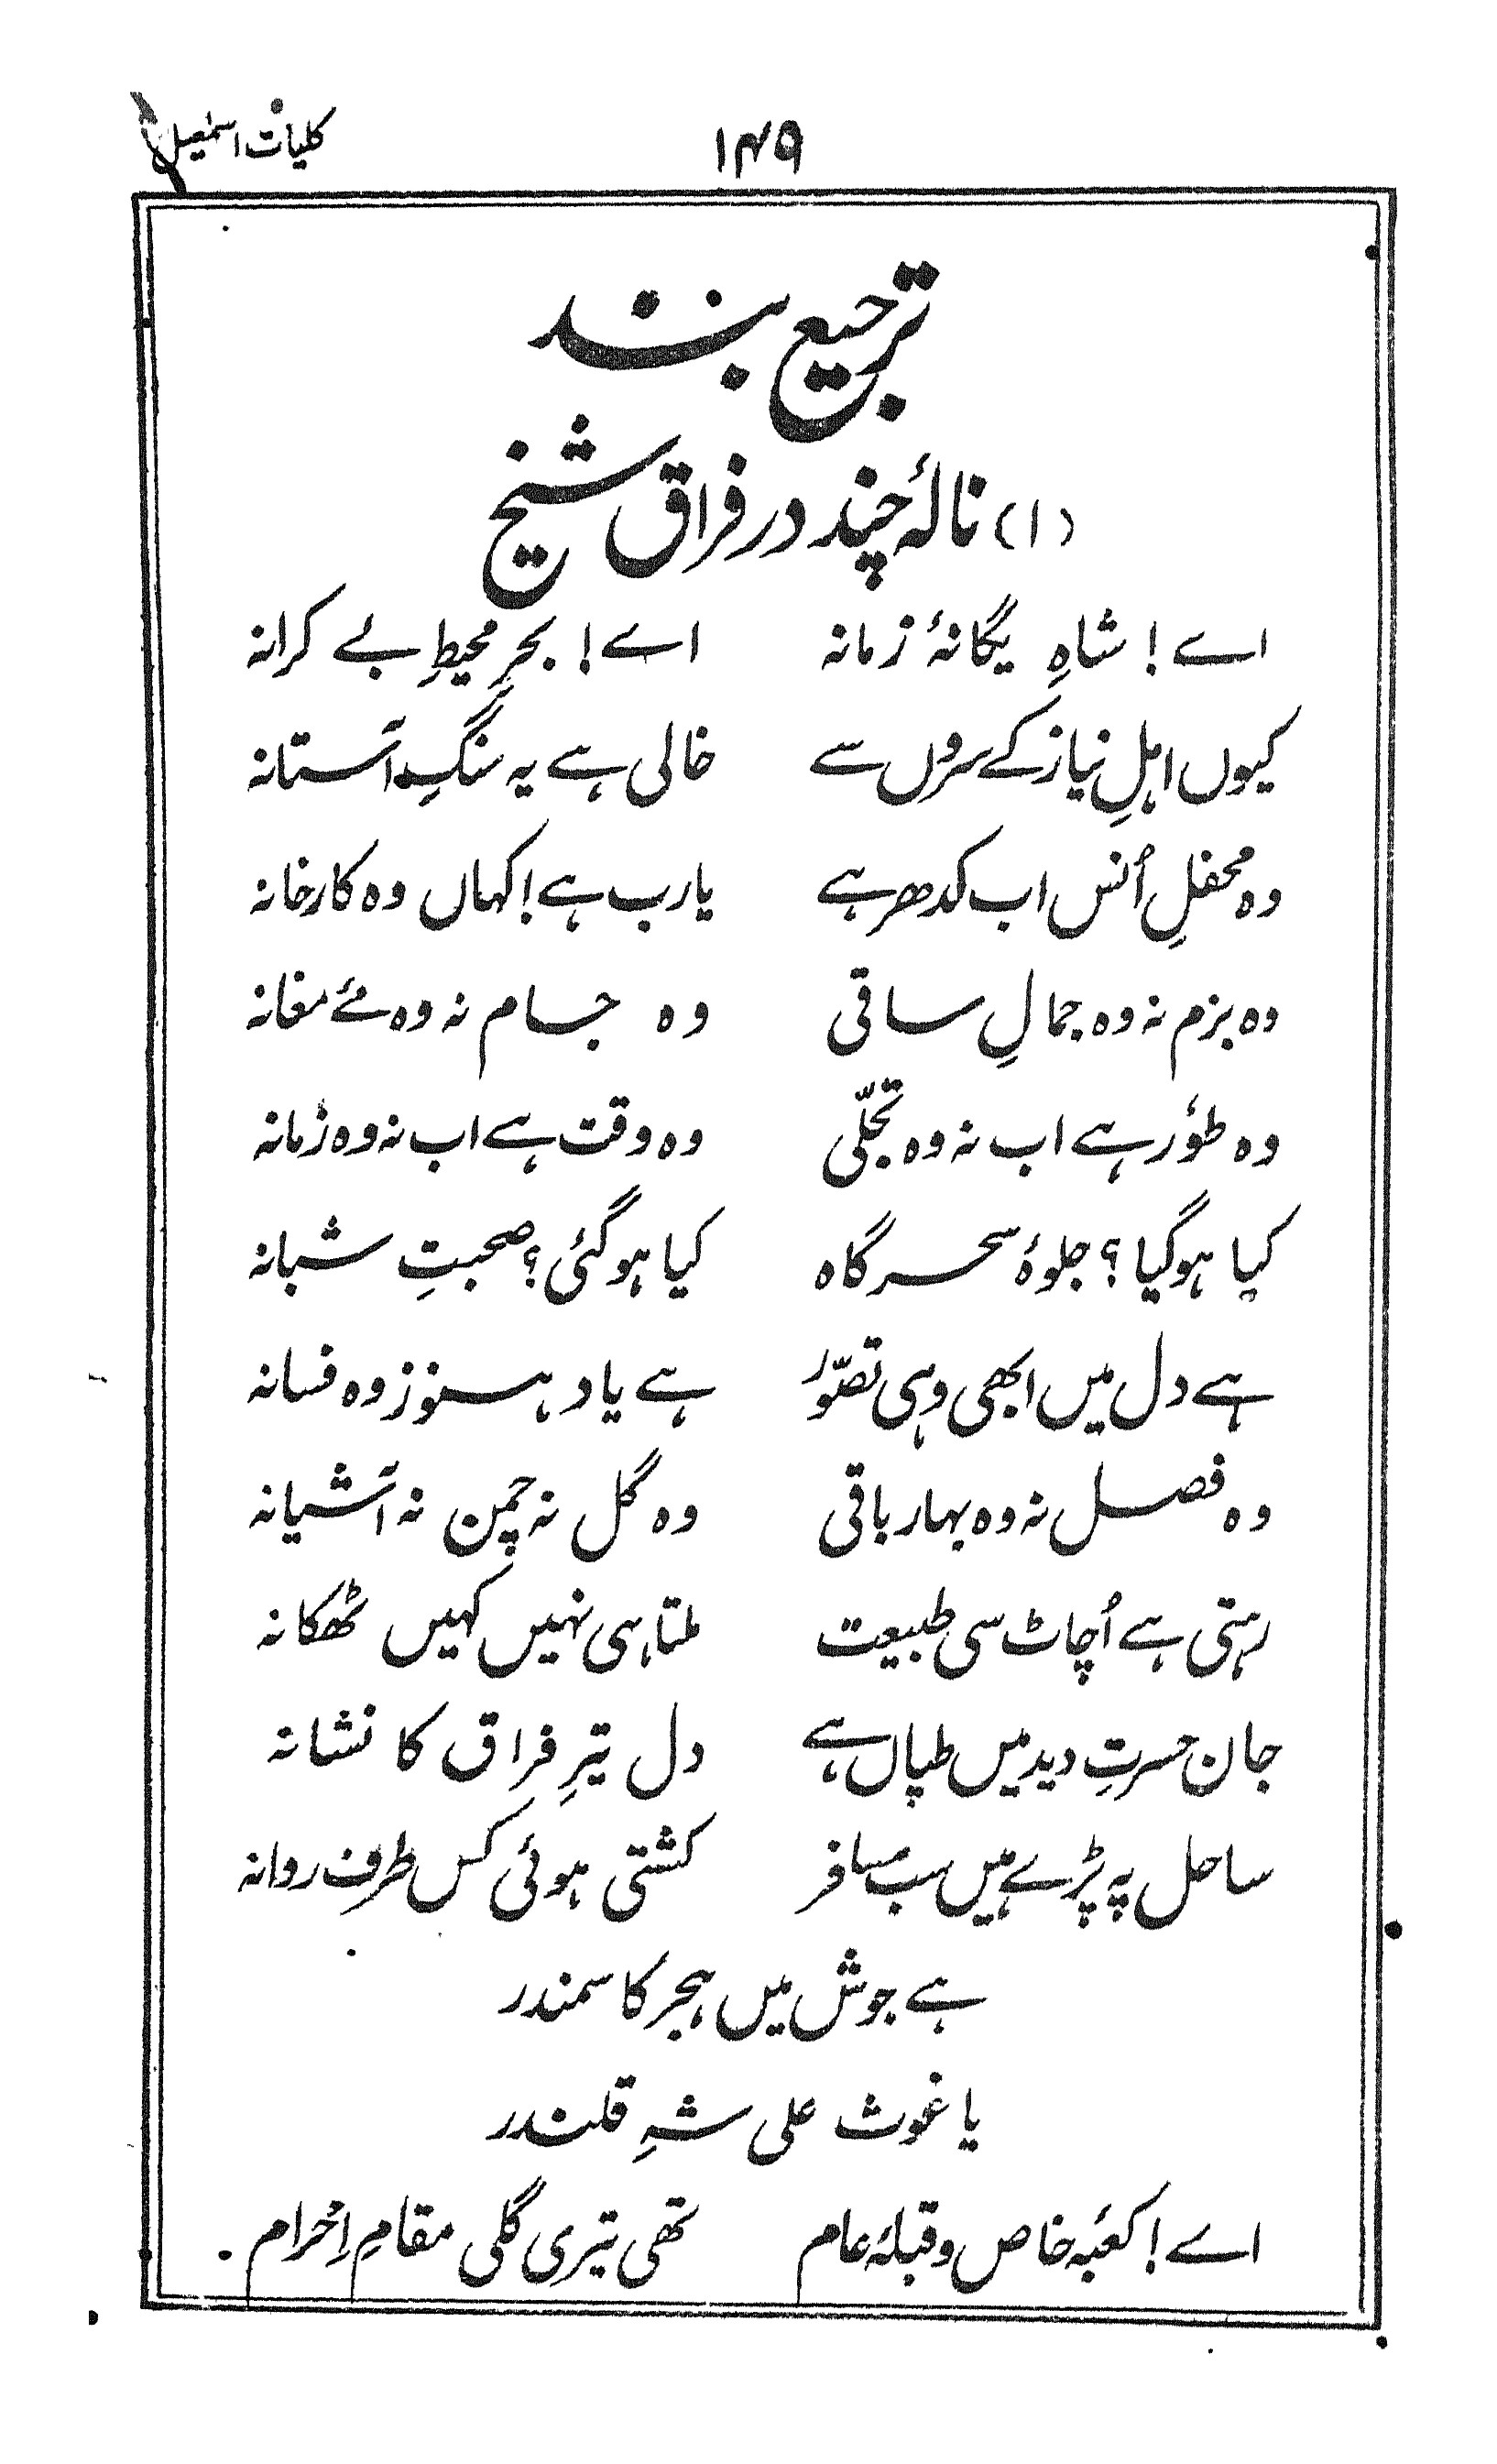 کلیات اسمٰعیل ۱۴۹
ترجیع بند
(۱) نالۂ چند در فراق شیخ
اے! شاہِ یگانۂ زمانہ اے! بحرِ محیطِ بے کرانہ
کیوں اہلِ نیاز کے سروں سے خالی ہے یہ سنگِ آستانہ
وہ محفلِ اُنس اب کدھر ہے یارب ہے! کہاں وہ کارخانہ
وہ بزم نہ وہ جمالِ ساقی وہ جام نہ وہ مئے مغانہ
وہ طوٗر ہے اب نہ وہ تجلّی وہ وقت ہے اب نہ وہ زمانہ
کیا ہوگیا؟ جلوۂ سحر گاہ کیا ہوگئی؟ صحبتِ شبانہ
ہے دل میں ابھی وہی تصوّر ہے یاد ہنوز وہ فسانہ
وہ فصل نہ وہ بہار باقی وہ گل نہ چمن نہ آشیانہ
رہتی ہے اُچاٹ سی طبیعت ملتا ہی نہیں کہیں ٹھکانہ
جان حسرتِ دید میں طپاں ہے دل تیرِ فراق کا نشانہ
ساحل پہ پڑے ہیں سب مسافر کشتی ہوئی کس طرف روانہ
ہے جوش میں ہجر کا سمندر
یا غوث علی شہِ قلندر
اے! کعبۂ خاص و قبلۂ عام تھی تیری گلی مقامِ اِحْرام